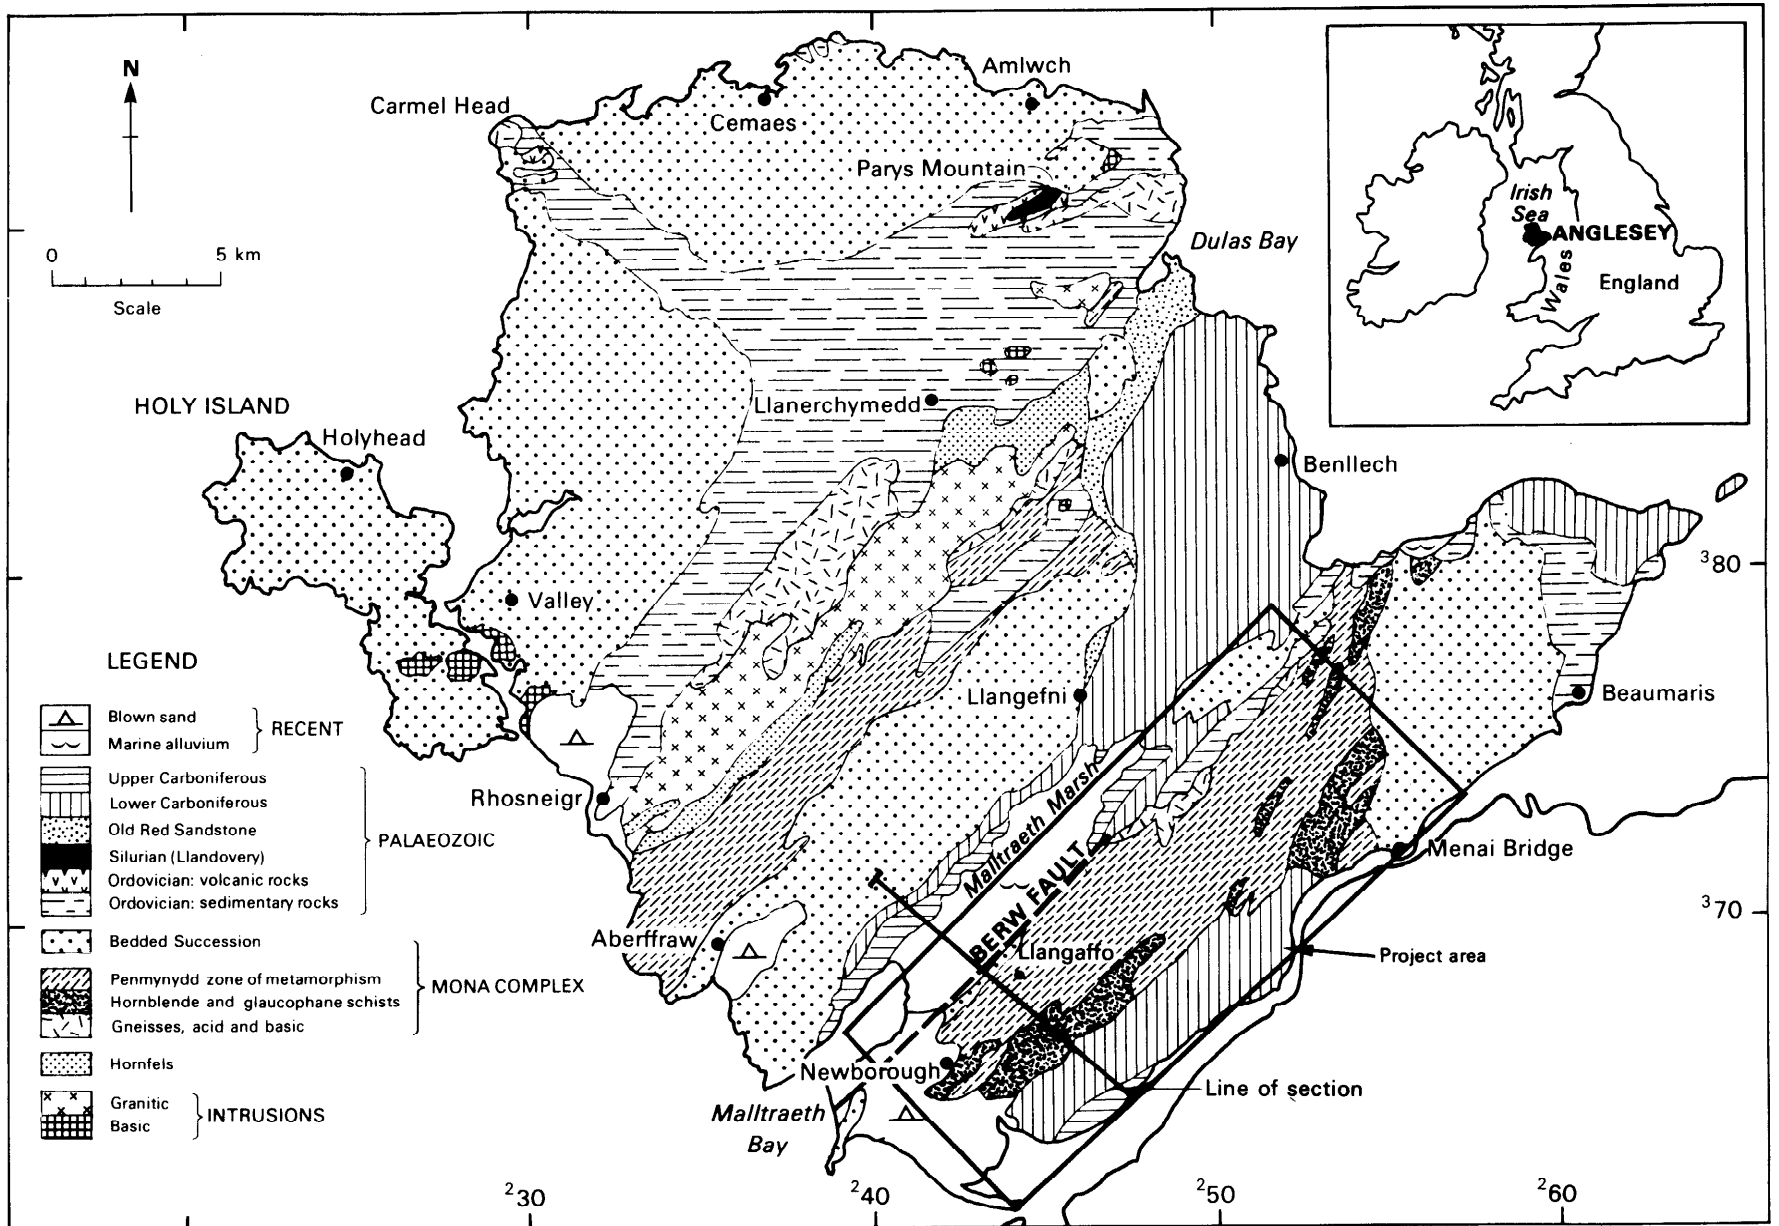 N
0 5 km
Scale
Carmel Head
Cemaes
Amlwch
Parys Mountain
Dulas Bay
Irish
Sea
ANGLESEY
Wales
England
HOLY ISLAND
Holyhead
Llanerchymedd
Benllech
Valley
Llangefni
Beaumaris
Rhosneigr
Malltraeth Marsh
BERW FAULT
Menai Bridge
Aberffraw
Llangaffo
Project area
Newborough
Line of section
Malltraeth
Bay
380
370
230
240
250
260
LEGEND
Blown sand
Marine alluvium
RECENT
Upper Carboniferous
Lower Carboniferous
Old Red Sandstone
Silurian (Llandovery)
Ordovician: volcanic rocks
Ordovician: sedimentary rocks
PALAEOZOIC
Bedded Succession
Penmynydd zone of metamorphism
Hornblende and glaucophane schists
Gneisses, acid and basic
MONA COMPLEX
Hornfels
Granitic
Basic
INTRUSIONS